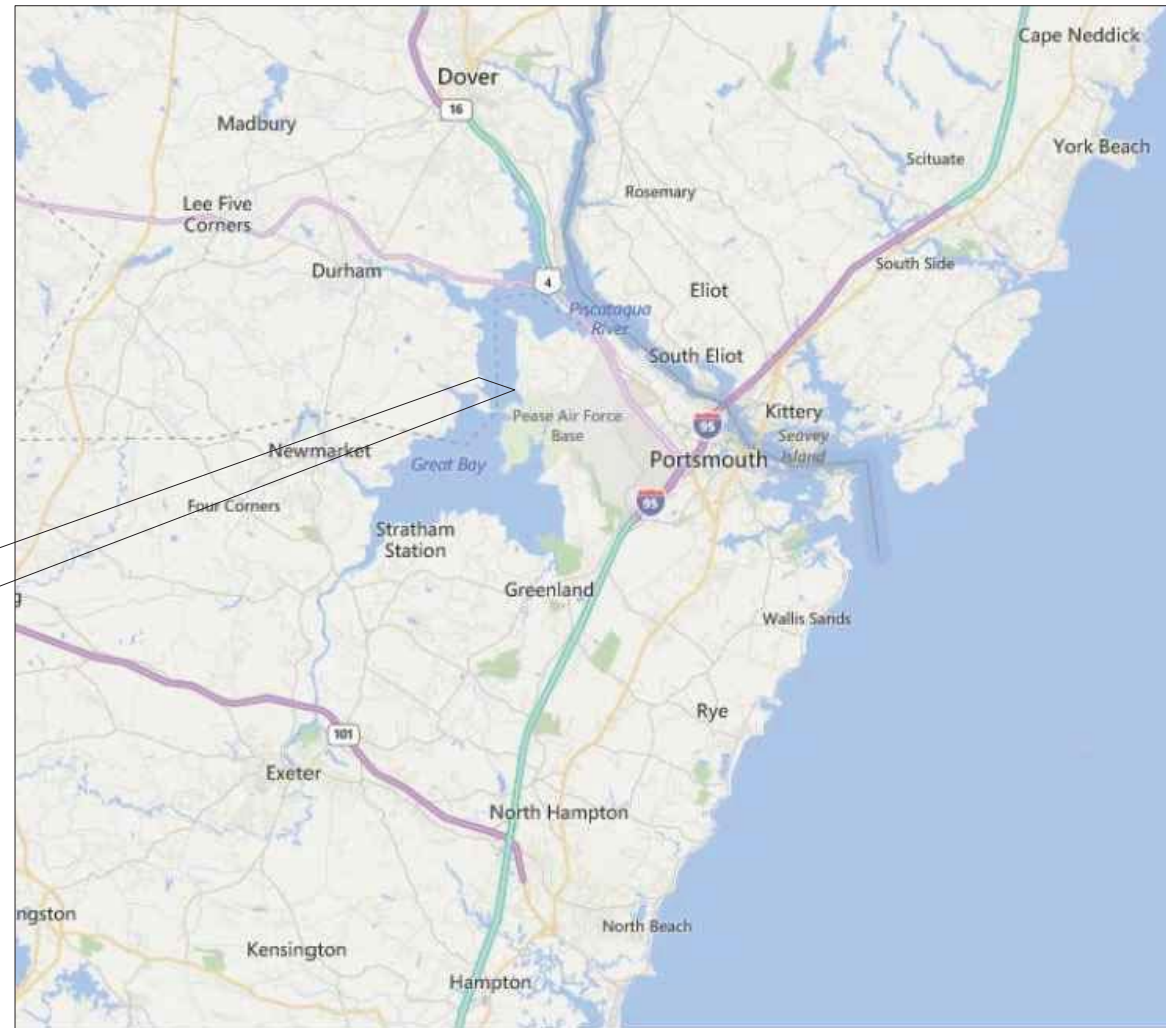 Cape Neddick
Dover
16
Madbury
York Beach
Scituate
Rosemary
Lee Five
Corners
South Side
Durham
4
Eliot
Piscataqua
River
South Eliot
Pease Air Force
Base
Kittery
95
Seavey
Island
Newmarket
Great Bay
Portsmouth
Four Corners
95
Stratham
Station
Greenland
g
Wallis Sands
Rye
101
Exeter
North Hampton
ngston
North Beach
Kensington
Hampton